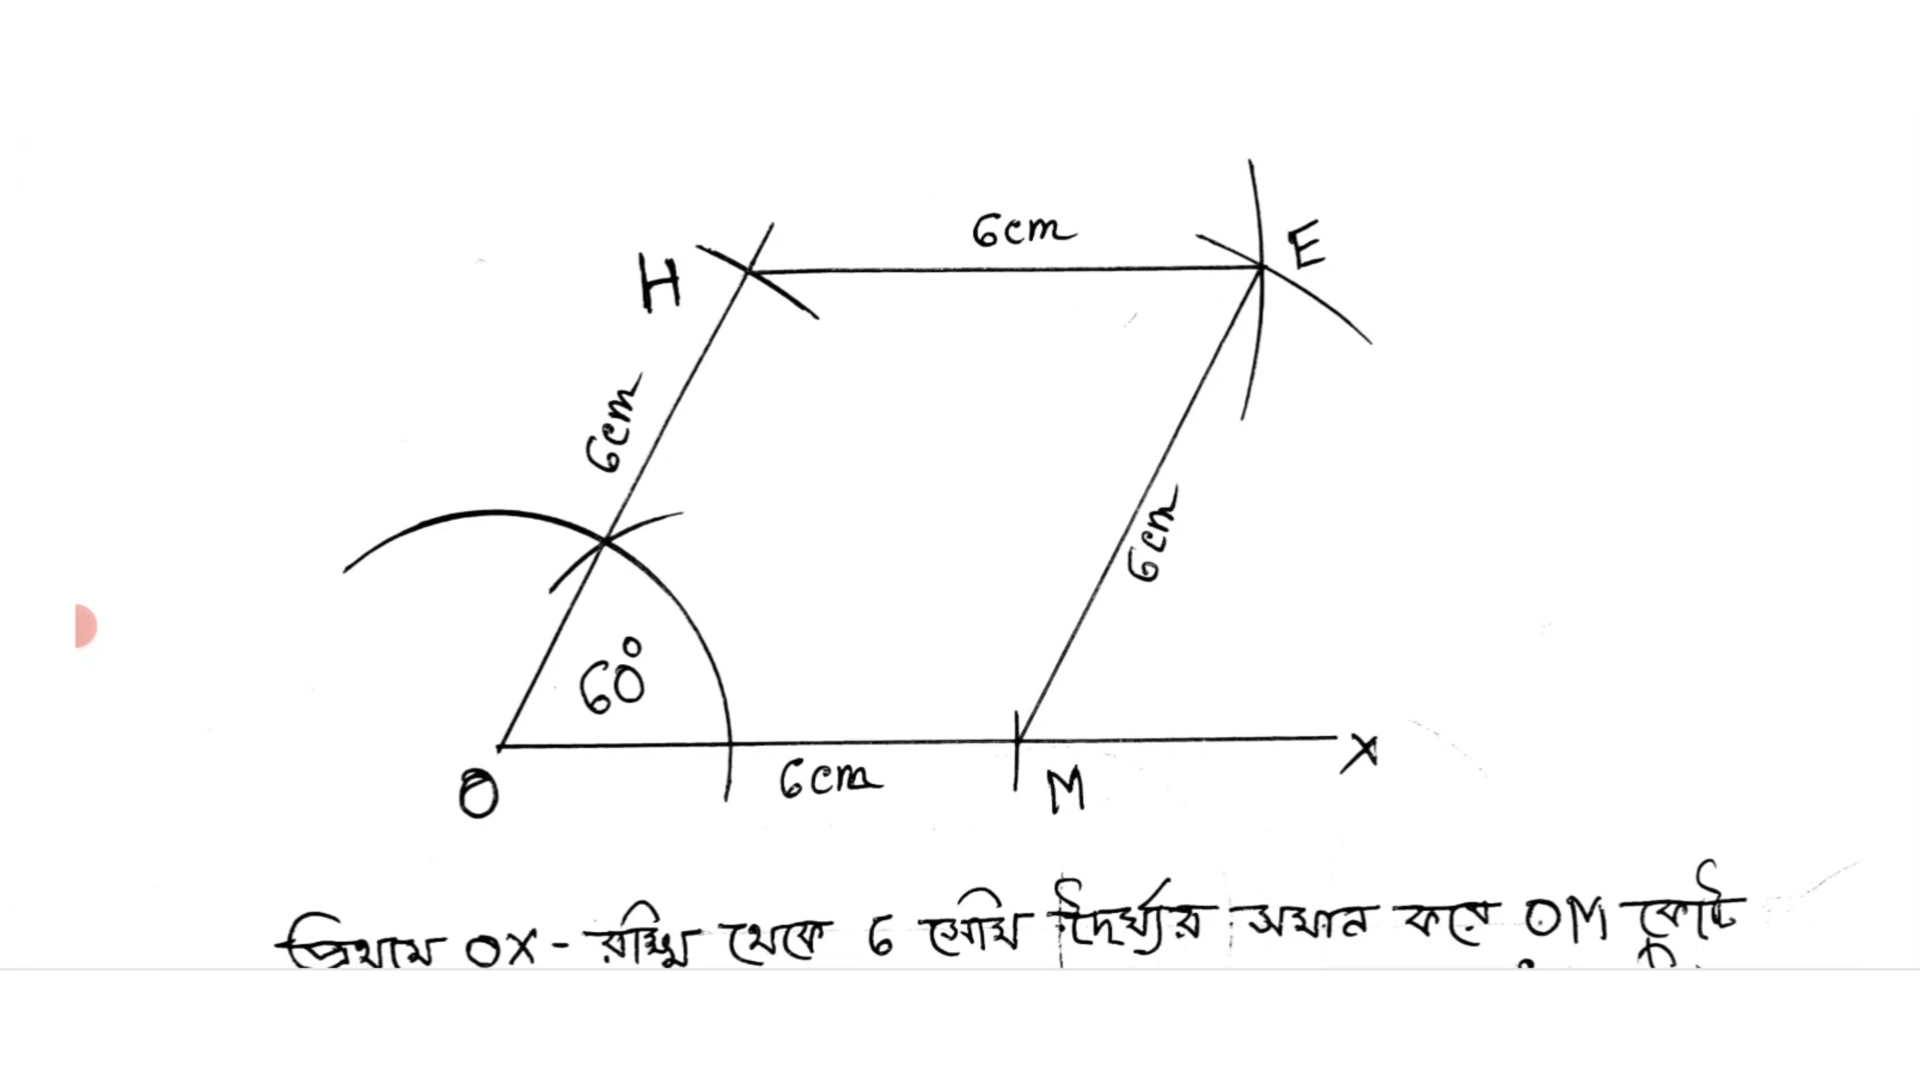 6cm
H
E
6cm
6cm
60°
O
6cm
M
X
প্রথমে OX - রশ্মি থেকে 6 সেমি দৈর্ঘ্যের সমান করে OM কেটে